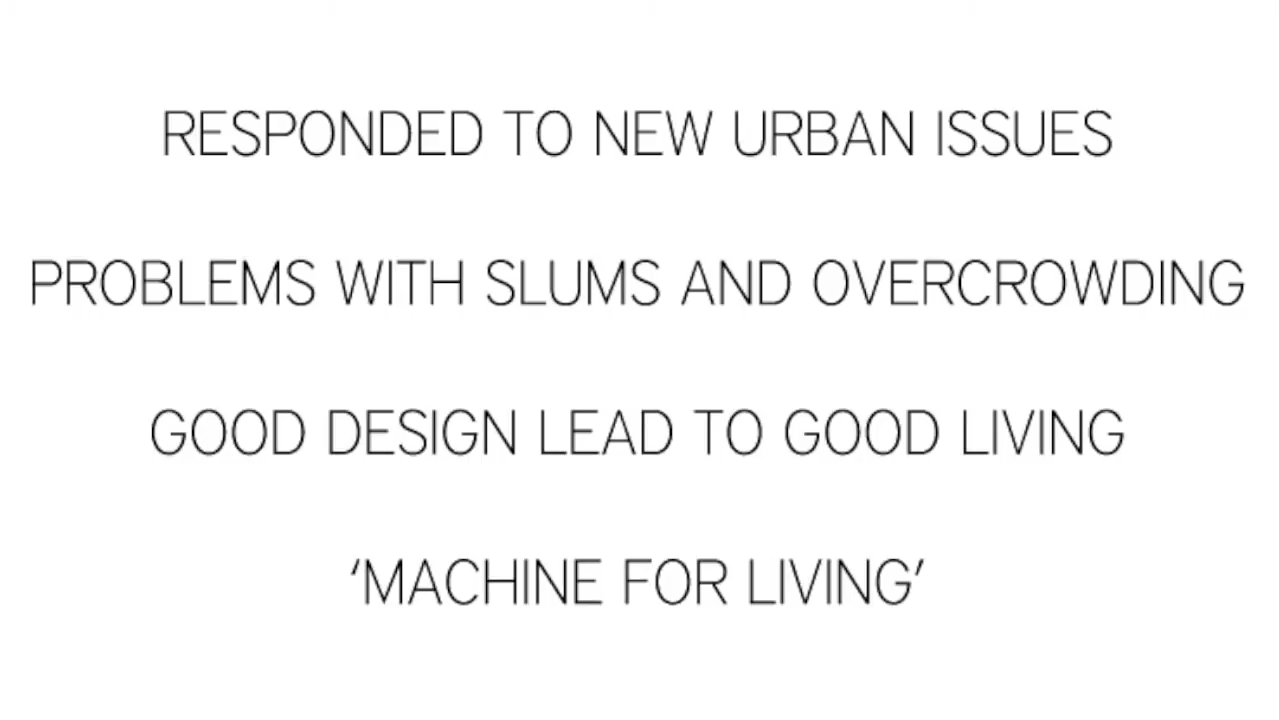 RESPONDED TO NEW URBAN ISSUES
PROBLEMS WITH SLUMS AND OVERCROWDING
GOOD DESIGN LEAD TO GOOD LIVING
‘MACHINE FOR LIVING’